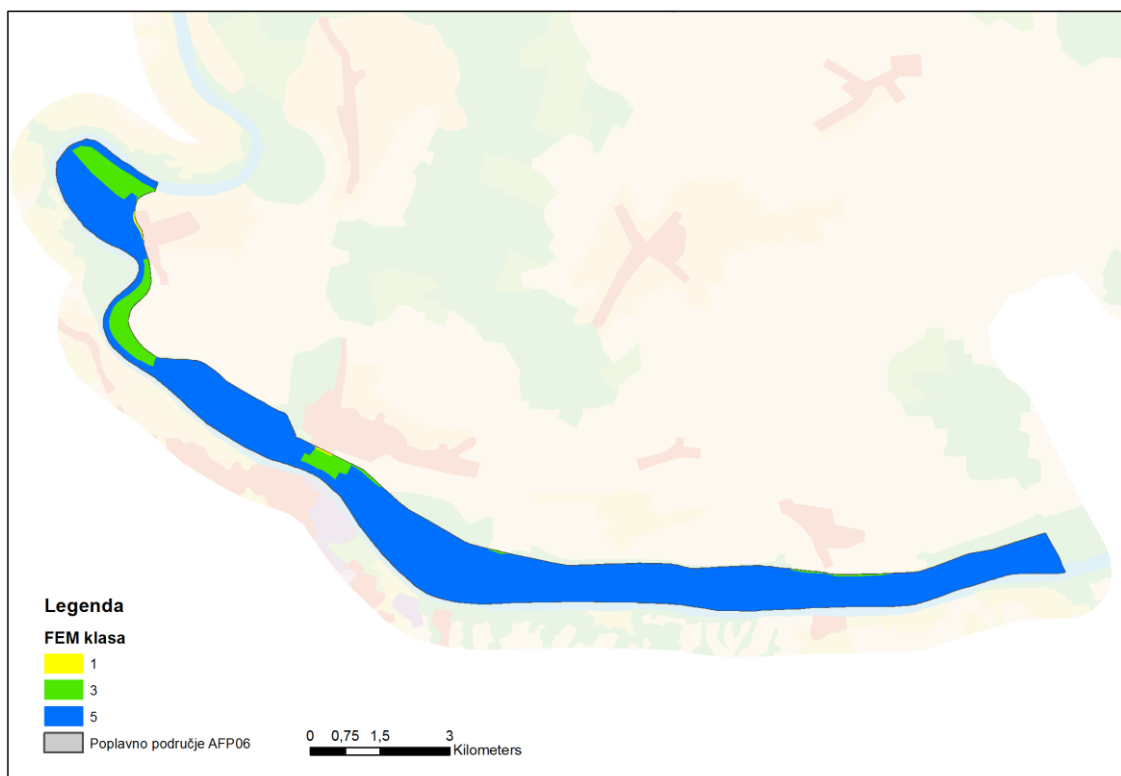 Legenda
FEM klasa
1
3
5
Poplavno područje AFP06
0 0,75 1,5 3
Kilometers